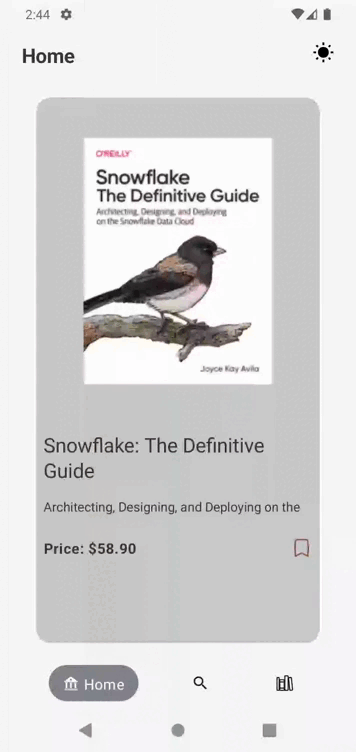 2:44
Home
O'REILLY
Snowflake
The Definitive Guide
Architecting, Designing, and Deploying
on the Snowflake Data Cloud
Joyce Kay Avila
Snowflake: The Definitive
Guide
Architecting, Designing, and Deploying on the
Price: $58.90
Home